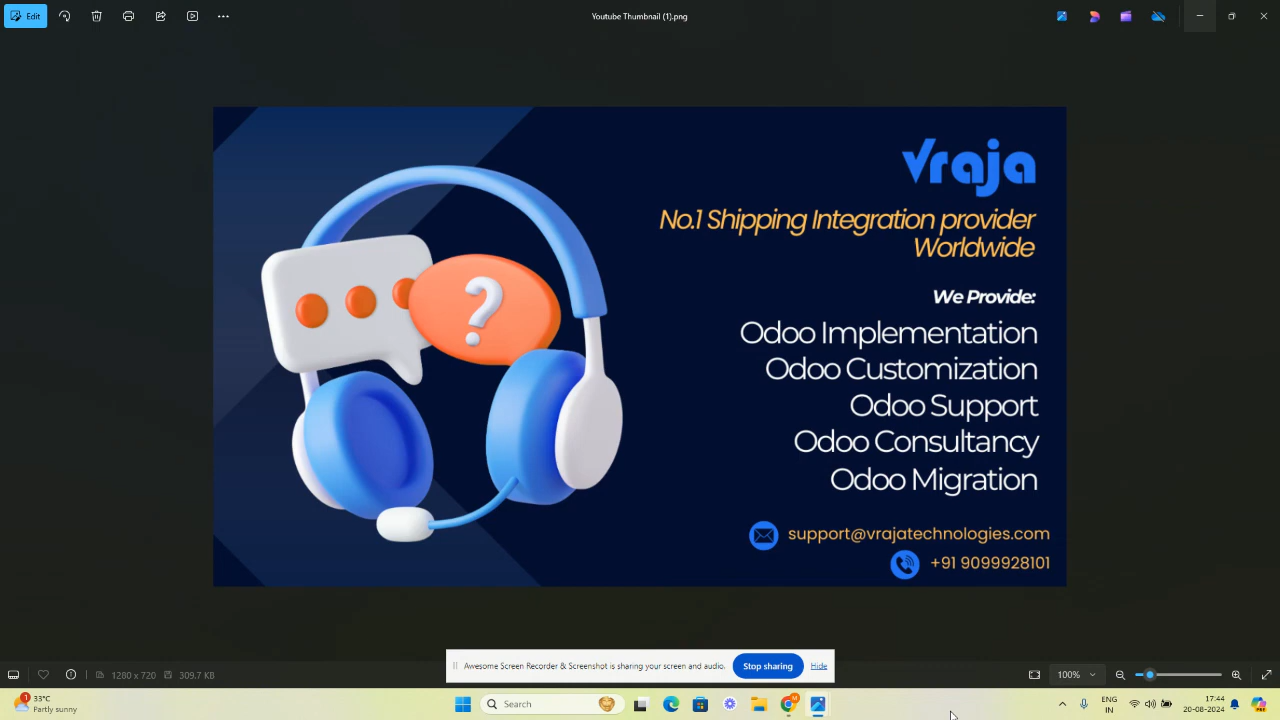 Edit
Youtube Thumbnail (1).png
Vraja
No.1 Shipping Integration provider
Worldwide
We Provide:
Odoo Implementation
Odoo Customization
Odoo Support
Odoo Consultancy
Odoo Migration
support@vrajatechnologies.com
+91 9099928101
?
Awesome Screen Recorder & Screenshot is sharing your screen and audio.
Stop sharing
Hide
1280 x 720
309.7 KB
100%
1
33°C
Partly sunny
Search
M
ENG
IN
17:44
20-08-2024